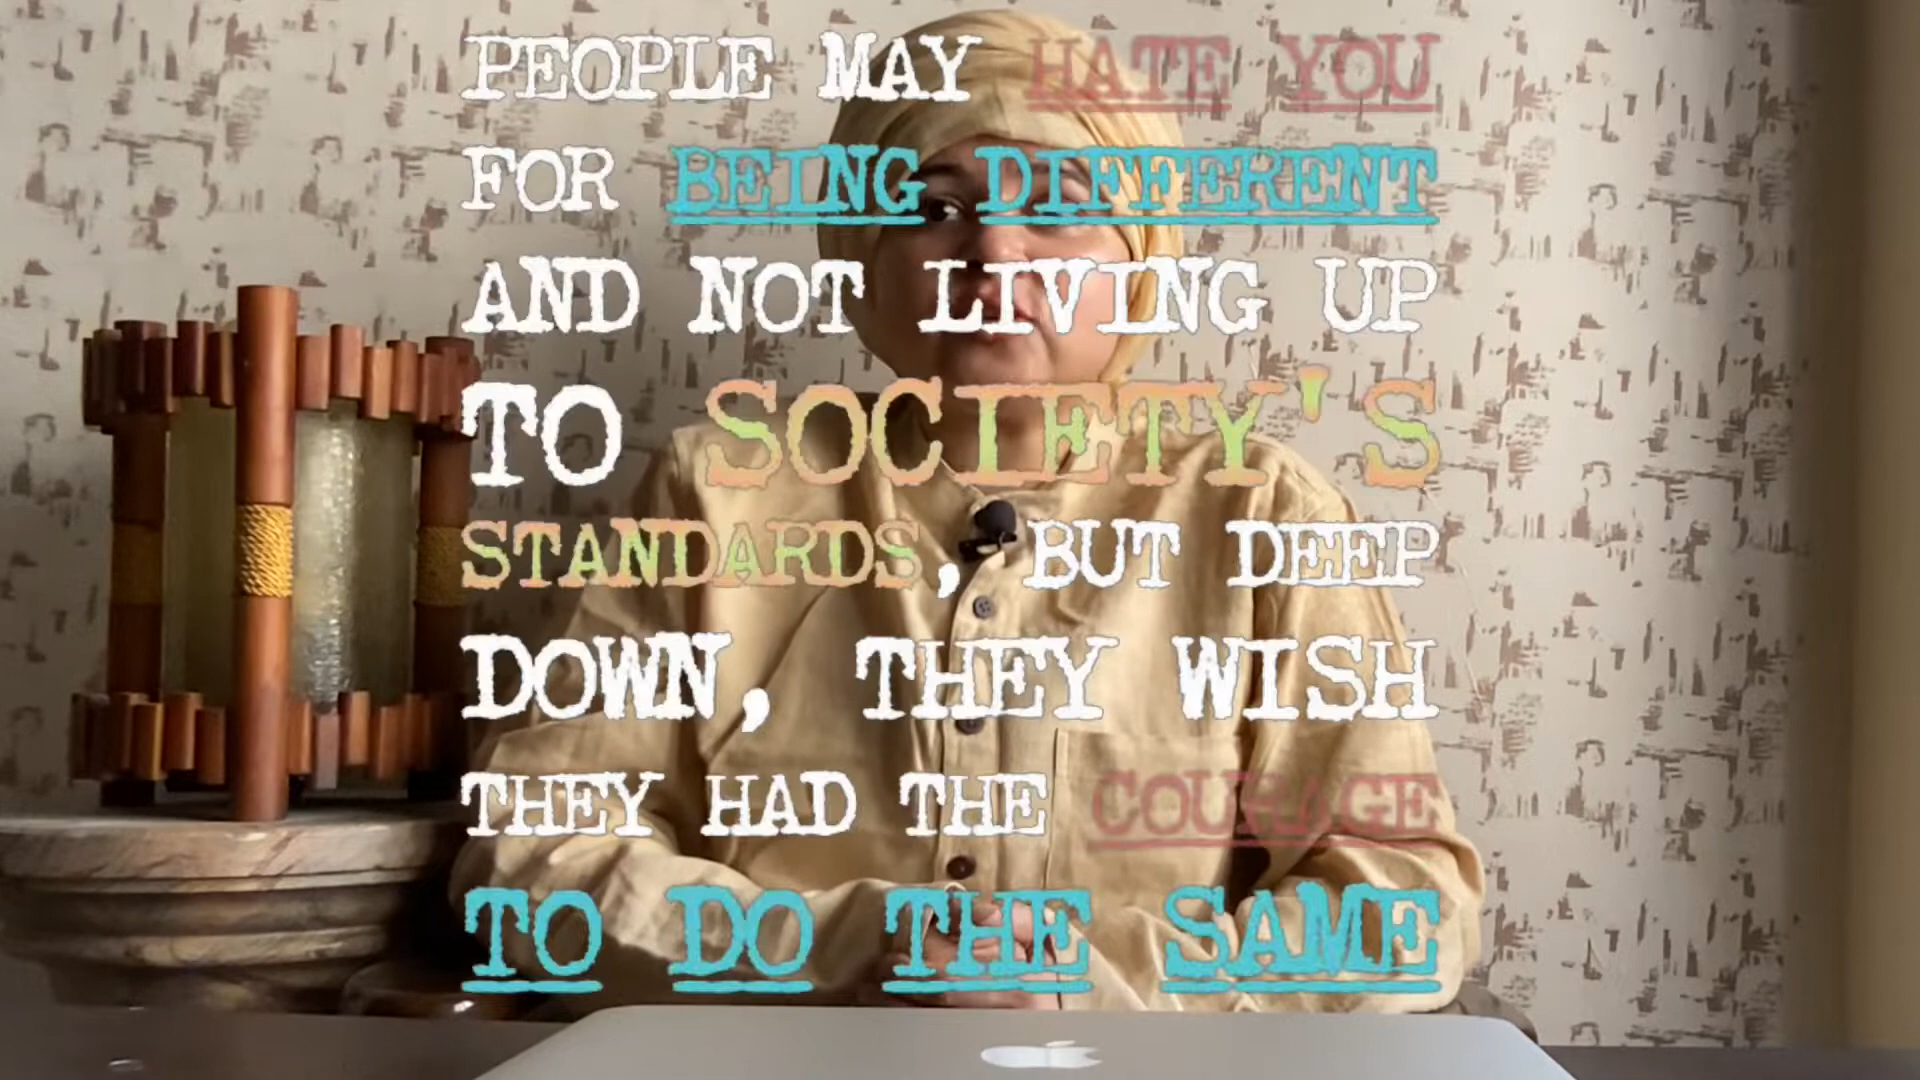 PEOPLE MAY HATE YOU
FOR BEING DIFFERENT
AND NOT LIVING UP
TO SOCIETY'S
STANDARDS, BUT DEEP
DOWN, THEY WISH
THEY HAD THE COURAGE
TO DO THE SAME